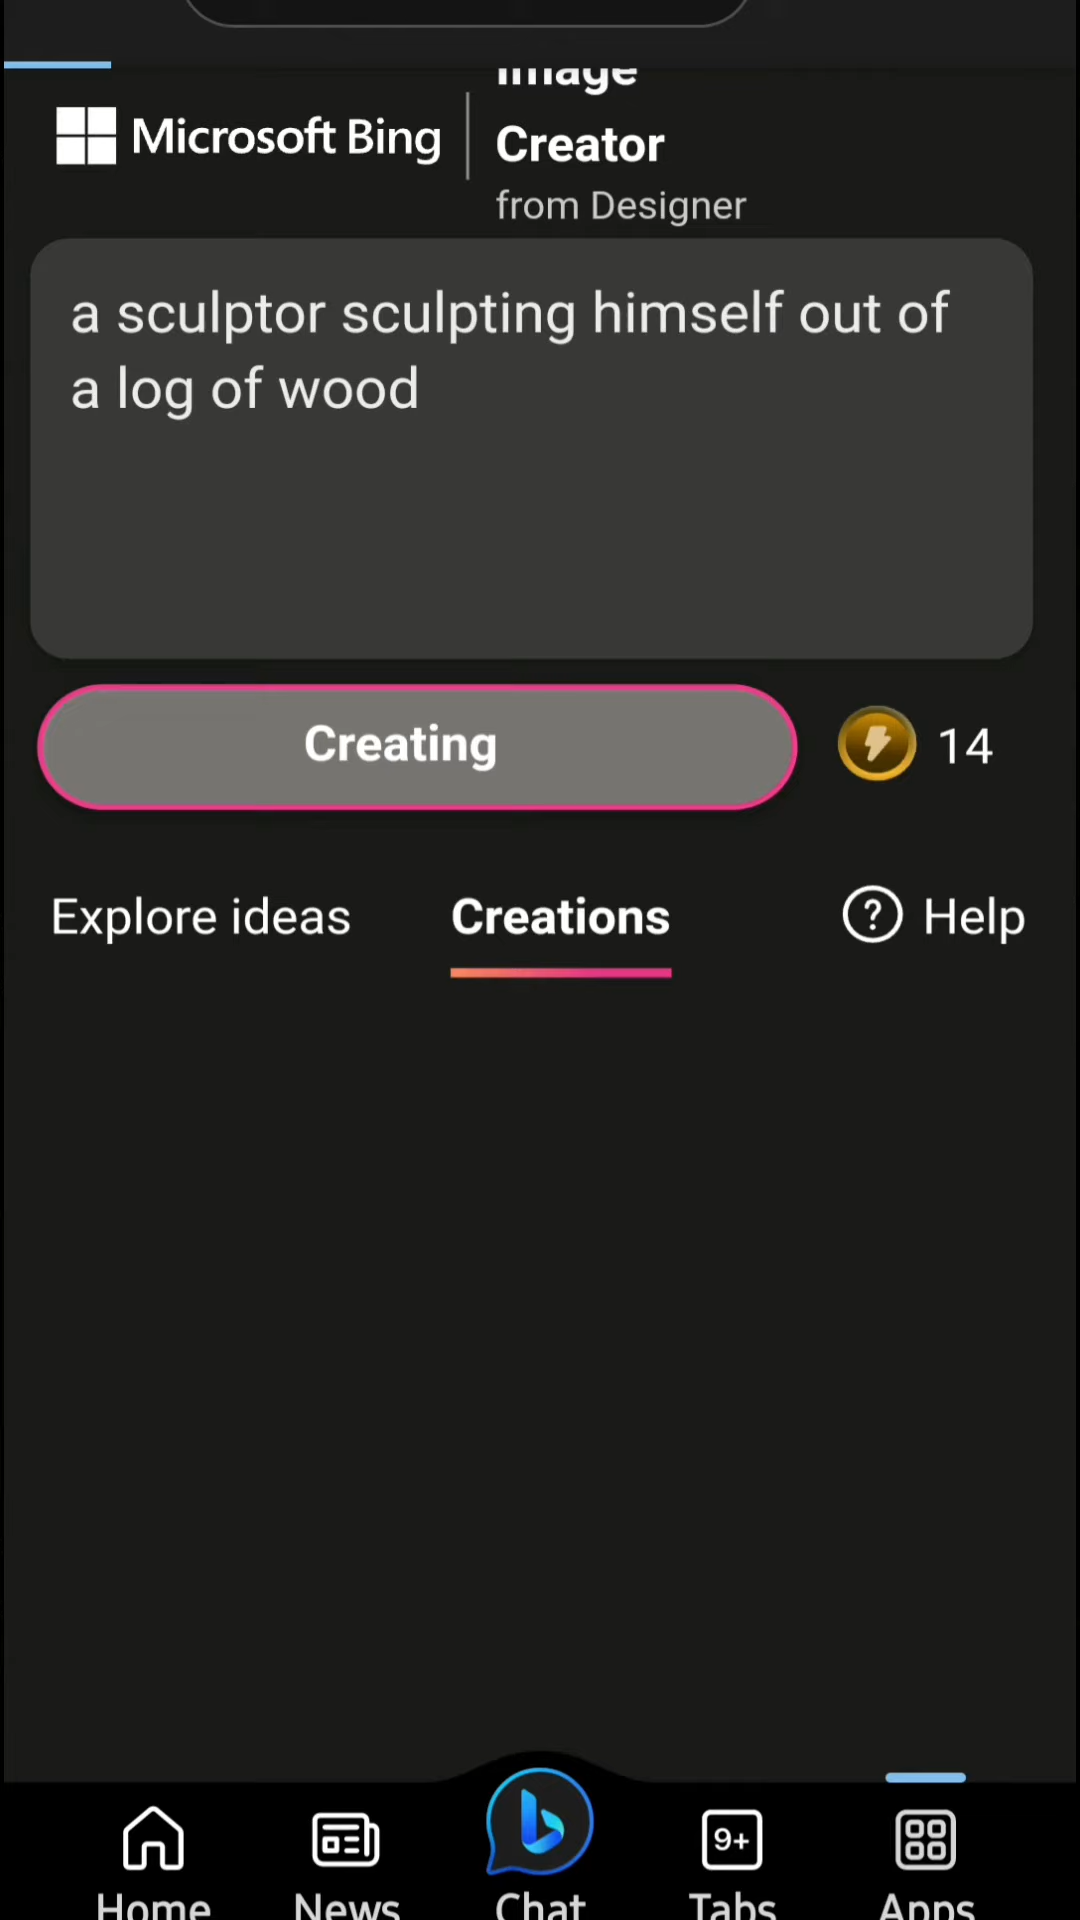 Image
Microsoft Bing
Creator
from Designer
a sculptor sculpting himself out of
a log of wood
Creating
14
Explore ideas
Creations
? Help
9+
Home
News
Chat
Tabs
Apps